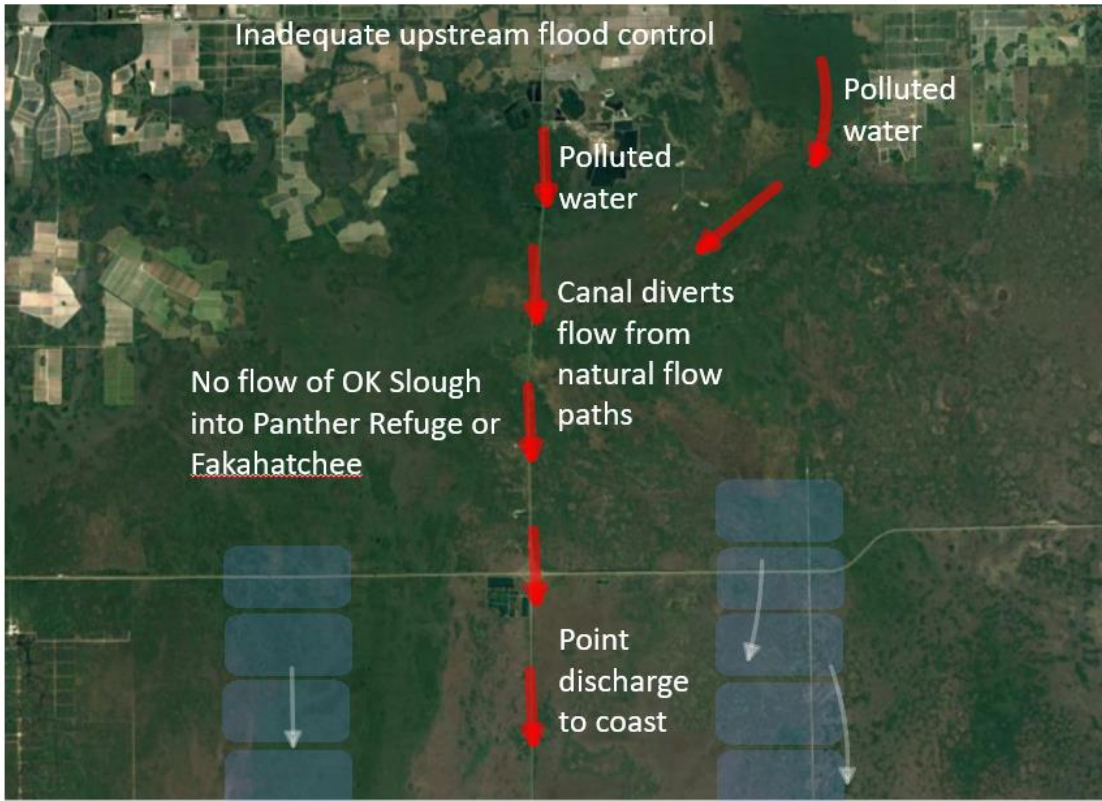 Inadequate upstream flood control
Polluted
water
Polluted
water
Canal diverts
flow from
natural flow
paths
No flow of OK Slough
into Panther Refuge or
Fakahatchee
Point
discharge
to coast